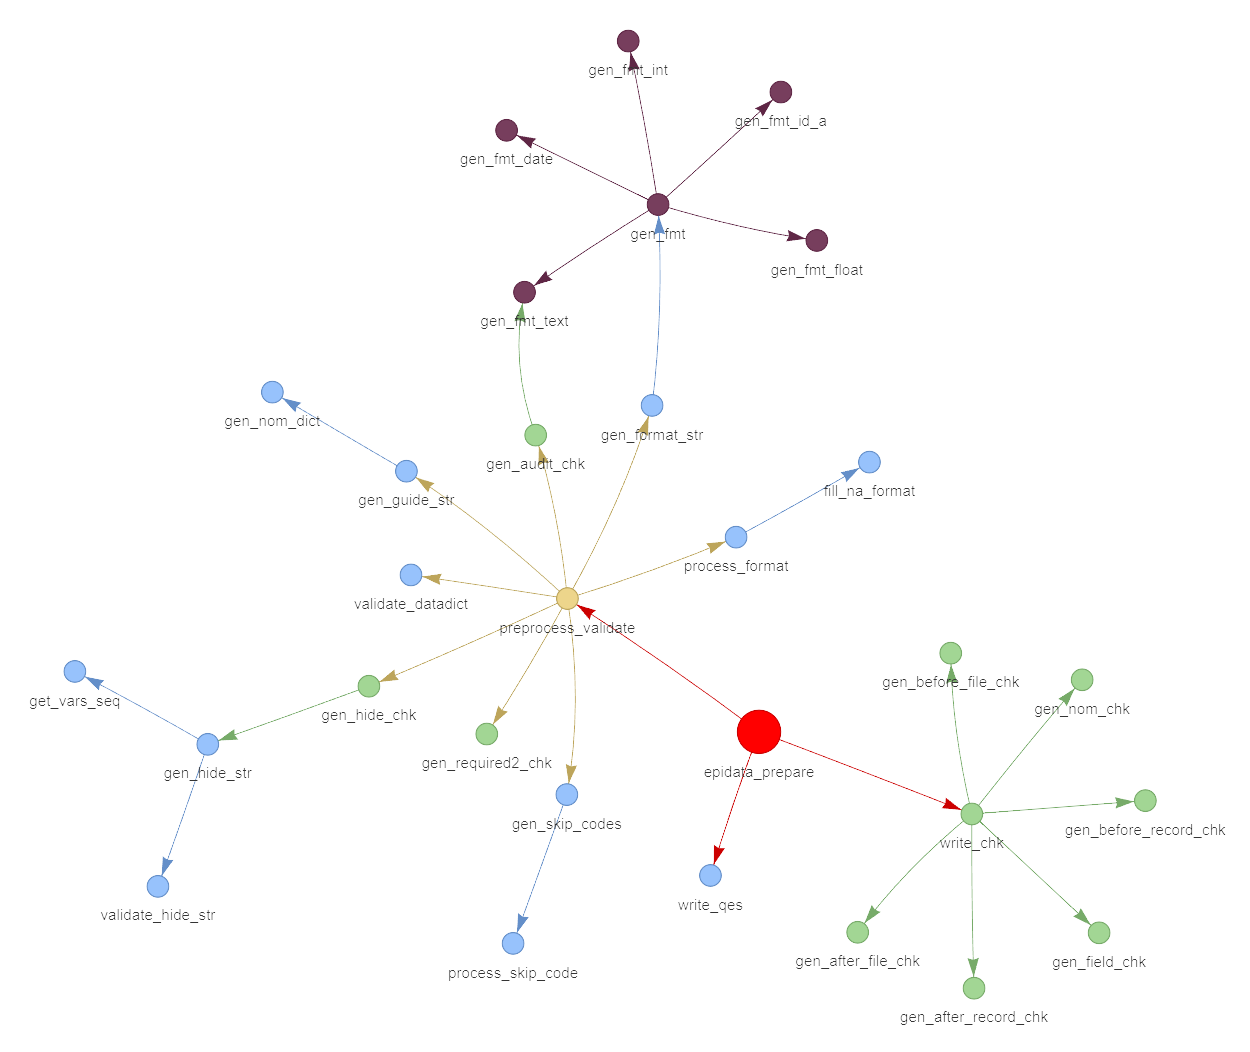 gen_fmt_int
gen_fmt_id_a
gen_fmt_date
gen_fmt
gen_fmt_float
gen_fmt_text
gen_nom_dict
gen_format_str
gen_audit_chk
fill_na_format
gen_guide_str
process_format
validate_datadict
preprocess_validate
gen_before_file_chk
get_vars_seq
gen_nom_chk
gen_hide_chk
gen_required2_chk
gen_hide_str
epidata_prepare
gen_skip_codes
gen_before_record_chk
write_chk
write_qes
validate_hide_str
gen_after_file_chk
gen_field_chk
process_skip_code
gen_after_record_chk